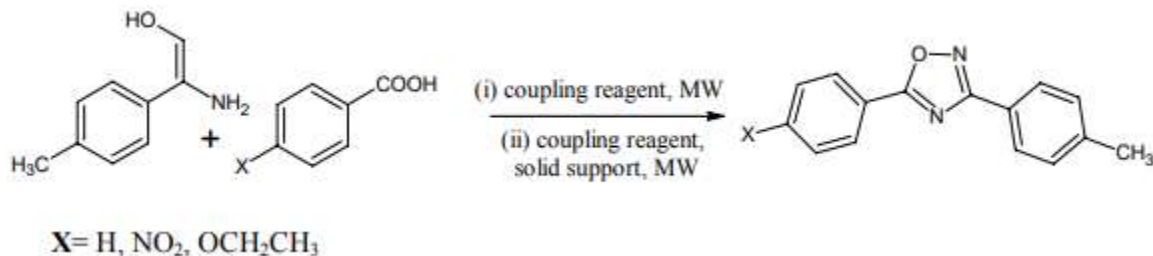 HO
NH₂
H₃C
+
COOH
X
(i) coupling reagent, MW
(ii) coupling reagent,
solid support, MW
O
N
N
X
CH₃
X= H, NO₂, OCH₂CH₃